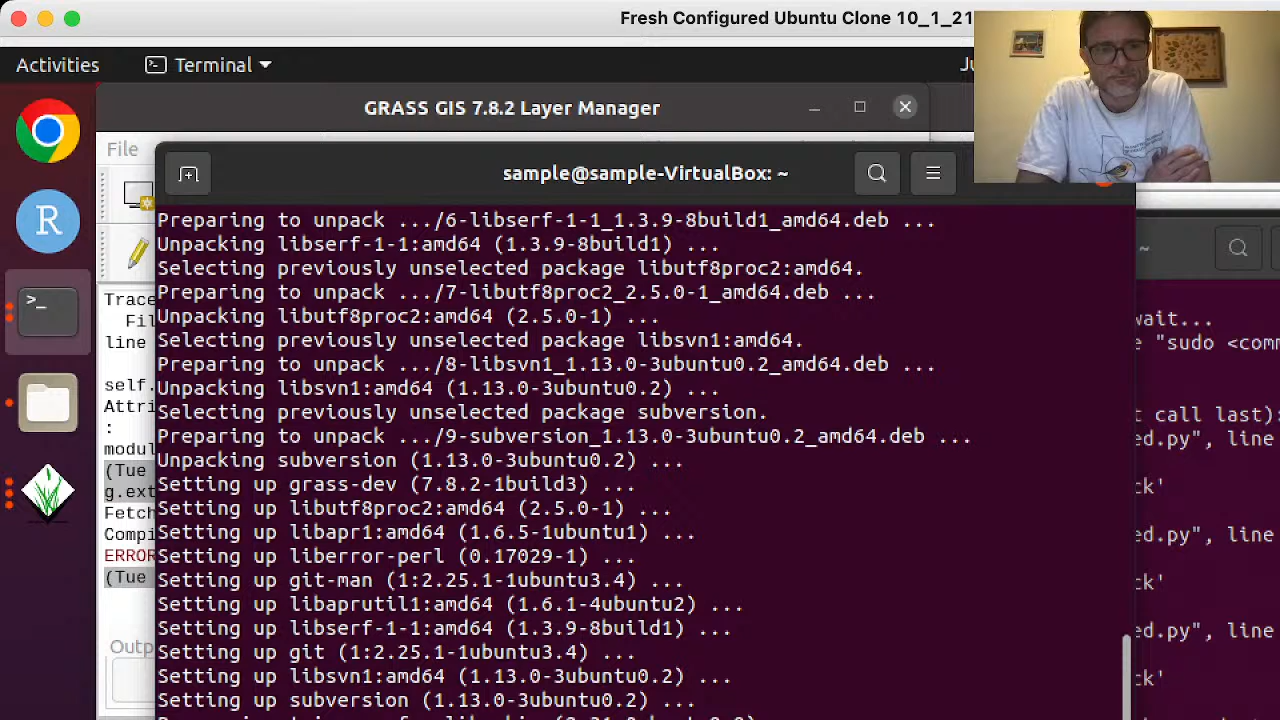 Fresh Configured Ubuntu Clone 10_1_21
Activities
Terminal
GRASS GIS 7.8.2 Layer Manager
File
sample@sample-VirtualBox: ~
Preparing to unpack .../6-libserf-1-1_1.3.9-8build1_amd64.deb ...
Unpacking libserf-1-1:amd64 (1.3.9-8build1) ...
Selecting previously unselected package libutf8proc2:amd64.
Preparing to unpack .../7-libutf8proc2_2.5.0-1_amd64.deb ...
Unpacking libutf8proc2:amd64 (2.5.0-1) ...
Selecting previously unselected package libsvn1:amd64.
Preparing to unpack .../8-libsvn1_1.13.0-3ubuntu0.2_amd64.deb ...
Unpacking libsvn1:amd64 (1.13.0-3ubuntu0.2) ...
Selecting previously unselected package subversion.
Preparing to unpack .../9-subversion_1.13.0-3ubuntu0.2_amd64.deb ...
Unpacking subversion (1.13.0-3ubuntu0.2) ...
Setting up grass-dev (7.8.2-1build3) ...
Setting up libutf8proc2:amd64 (2.5.0-1) ...
Setting up libapr1:amd64 (1.6.5-1ubuntu1) ...
Setting up liberror-perl (0.17029-1) ...
Setting up git-man (1:2.25.1-1ubuntu3.4) ...
Setting up libaprutil1:amd64 (1.6.1-4ubuntu2) ...
Setting up libserf-1-1:amd64 (1.3.9-8build1) ...
Setting up git (1:2.25.1-1ubuntu3.4) ...
Setting up libsvn1:amd64 (1.13.0-3ubuntu0.2) ...
Setting up subversion (1.13.0-3ubuntu0.2) ...
Trace
Fil
line
self.
Attri
:
modul
(Tue
g.ext
Fetch
Compi
ERROR
(Tue
Outp
~
wait...
e "sudo <comm
t call last):
ed.py", line
ck'
ed.py", line
ck'
ed.py", line
ck'
R